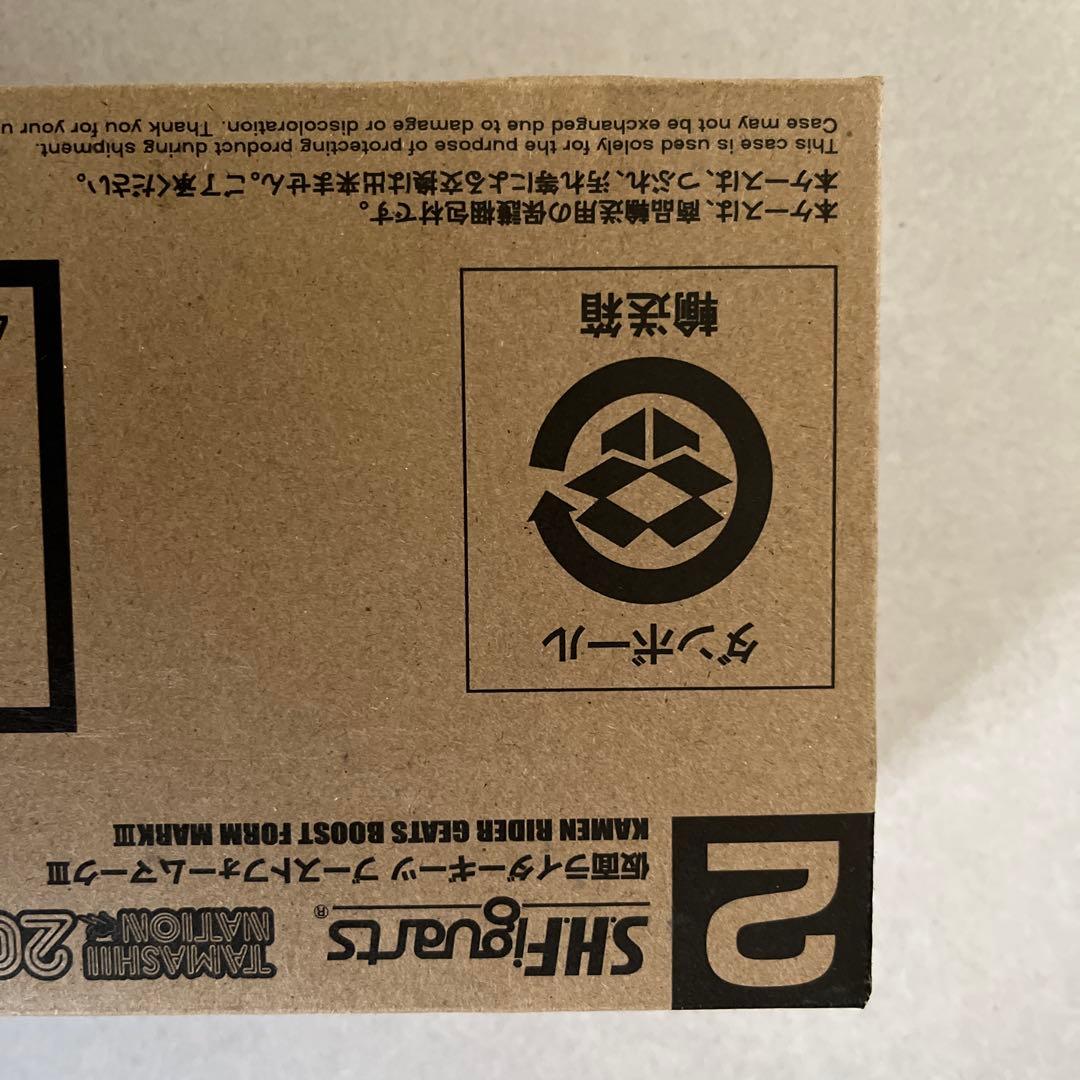 2
S.H.Figuarts®
TAMASHII
NATION
20
仮面ライダーギーツ ブーストフォームマークⅢ
KAMEN RIDER GEATS BOOST FORM MARKⅢ
ダンボール
輸送箱
本ケースは、商品輸送用の保護梱包材です。
本ケースは、つぶれ、汚れ等による交換は出来ません。ご了承ください。
This case is used solely for the purpose of protecting product during shipment.
Case may not be exchanged due to damage or discoloration. Thank you for your